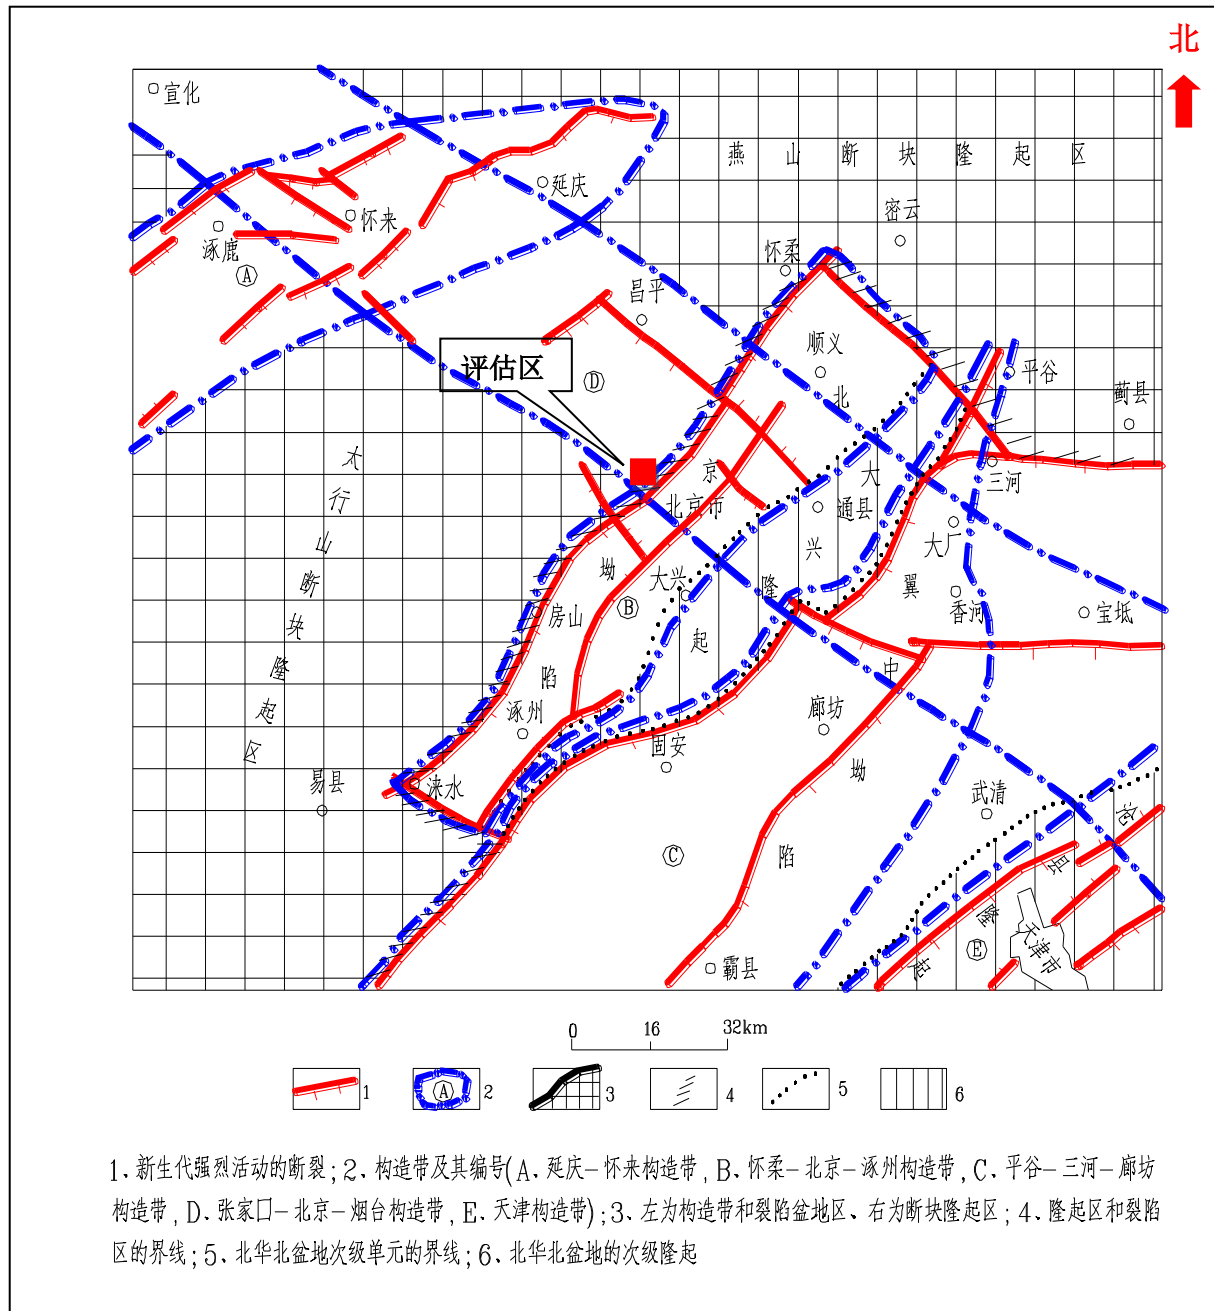 北
宣化
燕山断块隆起区
延庆
怀来
密云
涿鹿
怀柔
A
昌平
顺义
评估区
D
平谷
北
蓟县
太行山断块隆起区
京
大
三河
北京市
通县
兴
大厂
坳
大兴
隆
翼
B
房山
香河
宝坻
起
陷
中
涿州
廊坊
固安
坳
易县
涞水
武清
沧
C
陷
县
隆
E
天津市
起
霸县
0 16 32km
1 2 3 4 5 6
A
1、新生代强烈活动的断裂;2、构造带及其编号(A、延庆-怀来构造带,B、怀柔-北京-涿州构造带,C、平谷-三河-廊坊
构造带,D、张家口-北京-烟台构造带,E、天津构造带);3、左为构造带和裂陷盆地区、右为断块隆起区;4、隆起区和裂陷
区的界线;5、北华北盆地次级单元的界线;6、北华北盆地的次级隆起